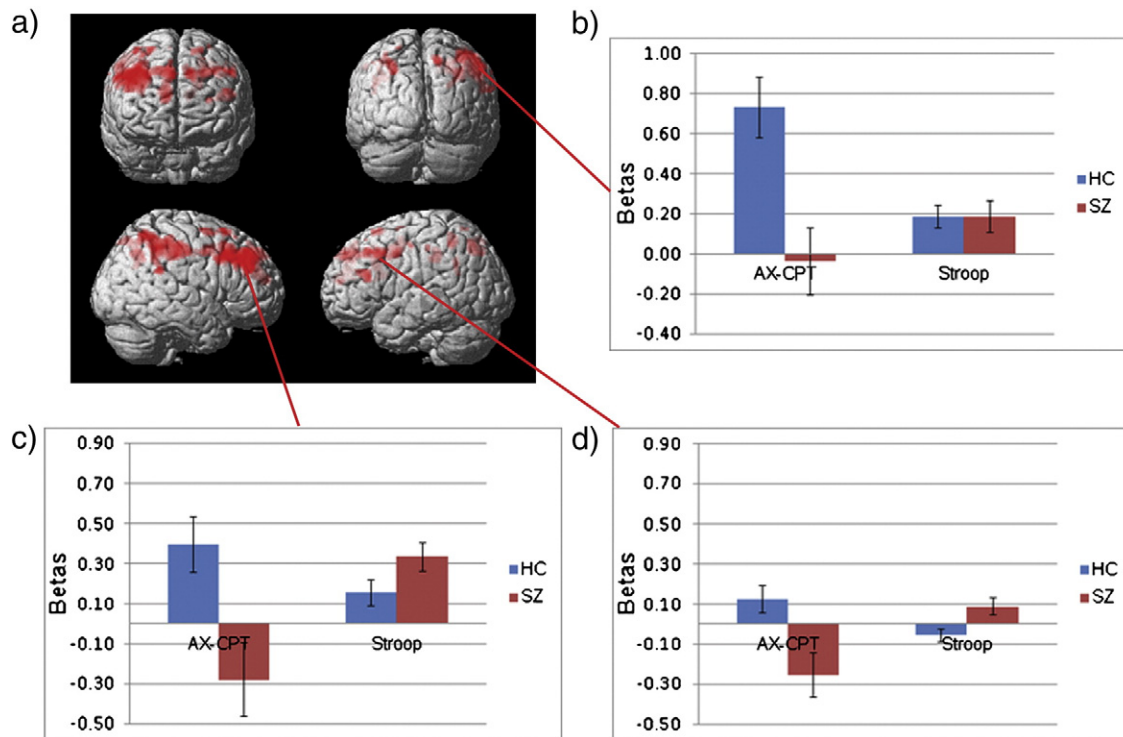 a)
b)
1.00
0.80
0.60
0.40
0.20
0.00
-0.20
-0.40
Betas
AX-CPT
Stroop
HC
SZ
c)
0.90
0.70
0.50
0.30
0.10
-0.10
-0.30
-0.50
Betas
AX-CPT
Stroop
HC
SZ
d)
0.90
0.70
0.50
0.30
0.10
-0.10
-0.30
-0.50
Betas
AX-CPT
Stroop
HC
SZ